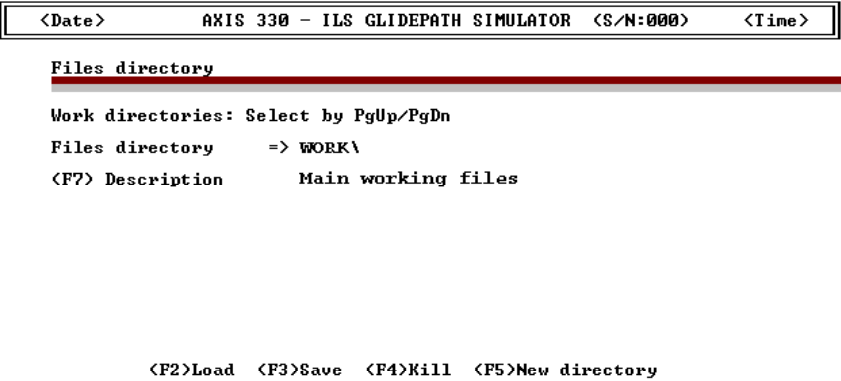 <Date> AXIS 330 - ILS GLIDEPATH SIMULATOR (S/N:000) <Time>
Files directory
Work directories: Select by PgUp/PgDn
Files directory => WORK\
(F7) Description Main working files
(F2)Load (F3)Save (F4)Kill (F5)New directory